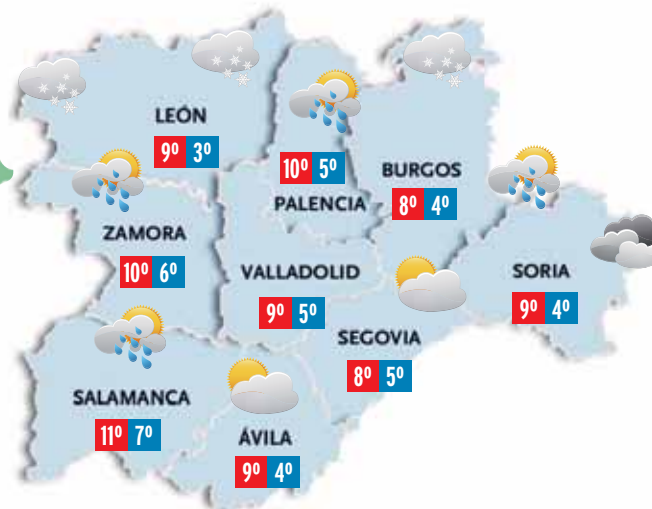 LEÓN
9º 3º
10º 5º
PALENCIA
BURGOS
8º 4º
ZAMORA
10º 6º
VALLADOLID
9º 5º
SORIA
9º 4º
SEGOVIA
8º 5º
SALAMANCA
11º 7º
ÁVILA
9º 4º